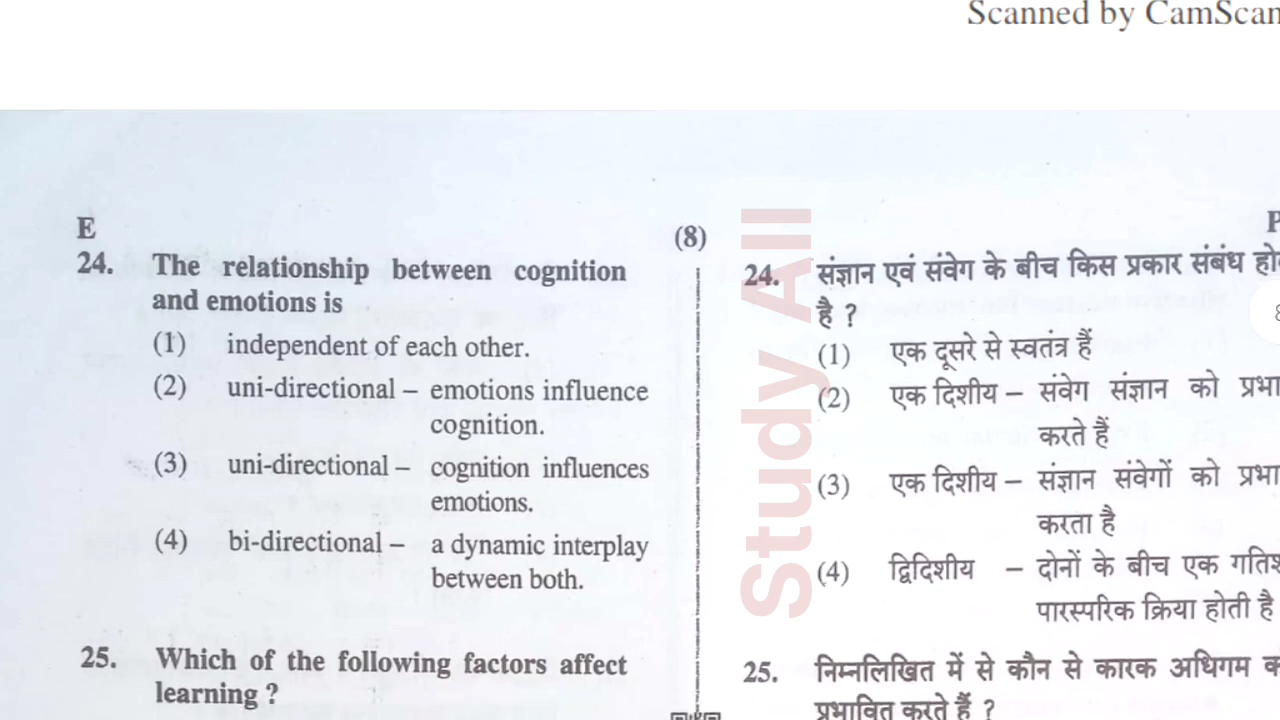 Scanned by CamScan
E
(8)
24. The relationship between cognition
and emotions is
(1) independent of each other.
(2) uni-directional – emotions influence
cognition.
(3) uni-directional – cognition influences
emotions.
(4) bi-directional – a dynamic interplay
between both.
25. Which of the following factors affect
learning ?
Study All
P
24. संज्ञान एवं संवेग के बीच किस प्रकार संबंध हो
है ?
(1) एक दूसरे से स्वतंत्र हैं
(2) एक दिशीय – संवेग संज्ञान को प्रभा
करते हैं
(3) एक दिशीय – संज्ञान संवेगों को प्रभा
करता है
(4) द्विदिशीय – दोनों के बीच एक गतिश
पारस्परिक क्रिया होती है
25. निम्नलिखित में से कौन से कारक अधिगम क
प्रभावित करते हैं ?